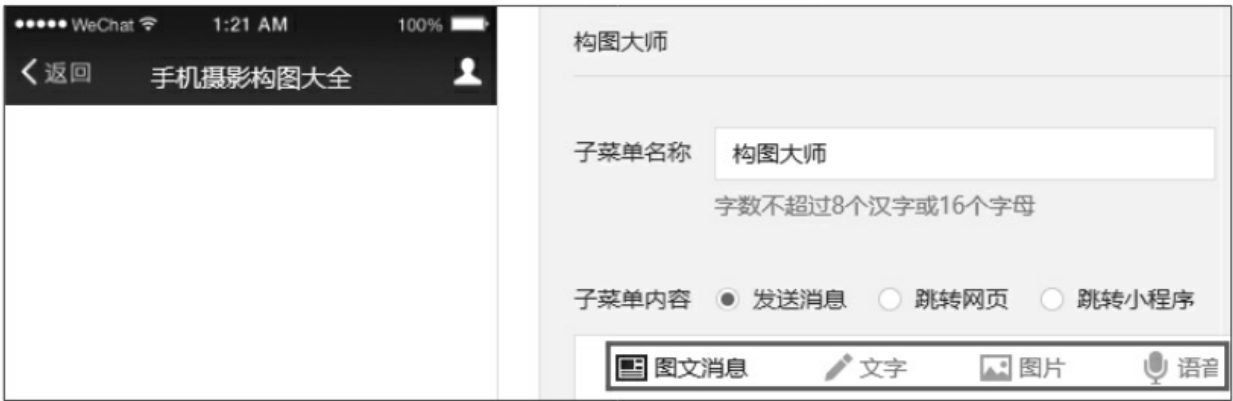 WeChat 1:21 AM 100%
返回 手机摄影构图大全
构图大师
子菜单名称 构图大师
字数不超过8个汉字或16个字母
子菜单内容 发送消息 跳转网页 跳转小程序
图文消息 文字 图片 语音